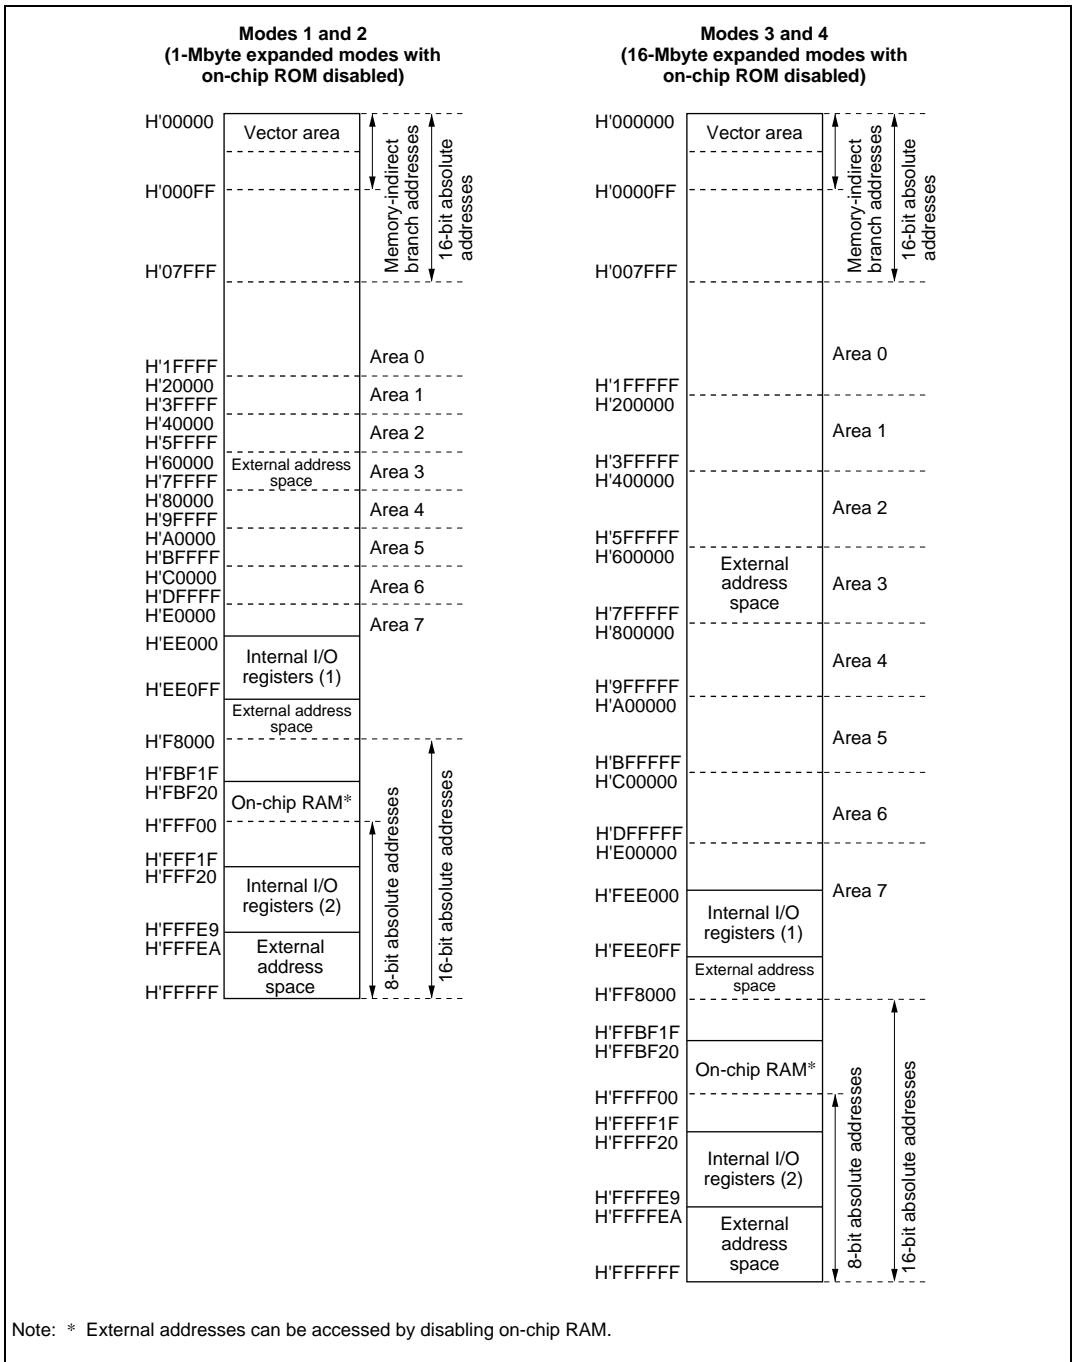 Modes 1 and 2
(1-Mbyte expanded modes with
on-chip ROM disabled)
H'00000
Vector area
H'000FF
Memory-indirect
branch addresses
16-bit absolute
addresses
H'07FFF
Area 0
H'1FFFF
H'20000
Area 1
H'3FFFF
H'40000
Area 2
H'5FFFF
H'60000
External address
space
Area 3
H'7FFFF
H'80000
Area 4
H'9FFFF
H'A0000
Area 5
H'BFFFF
H'C0000
Area 6
H'DFFFF
H'E0000
Area 7
H'EE000
Internal I/O
registers (1)
H'EE0FF
External address
space
H'F8000
H'FBF1F
H'FBF20
On-chip RAM*
H'FFF00
H'FFF1F
H'FFF20
Internal I/O
registers (2)
H'FFFE9
H'FFFEA
External
address
space
H'FFFFF
8-bit absolute addresses
16-bit absolute addresses
Modes 3 and 4
(16-Mbyte expanded modes with
on-chip ROM disabled)
H'000000
Vector area
H'0000FF
Memory-indirect
branch addresses
16-bit absolute
addresses
H'007FFF
Area 0
H'1FFFFF
H'200000
Area 1
H'3FFFFF
H'400000
Area 2
H'5FFFFF
H'600000
External
address
space
Area 3
H'7FFFFF
H'800000
Area 4
H'9FFFFF
H'A00000
Area 5
H'BFFFFF
H'C00000
Area 6
H'DFFFFF
H'E00000
Area 7
H'FEE000
Internal I/O
registers (1)
H'FEE0FF
External address
space
H'FF8000
H'FFBF1F
H'FFBF20
On-chip RAM*
H'FFFF00
H'FFFF1F
H'FFFF20
Internal I/O
registers (2)
H'FFFFE9
H'FFFFEA
External
address
space
H'FFFFFF
8-bit absolute addresses
16-bit absolute addresses
Note: * External addresses can be accessed by disabling on-chip RAM.